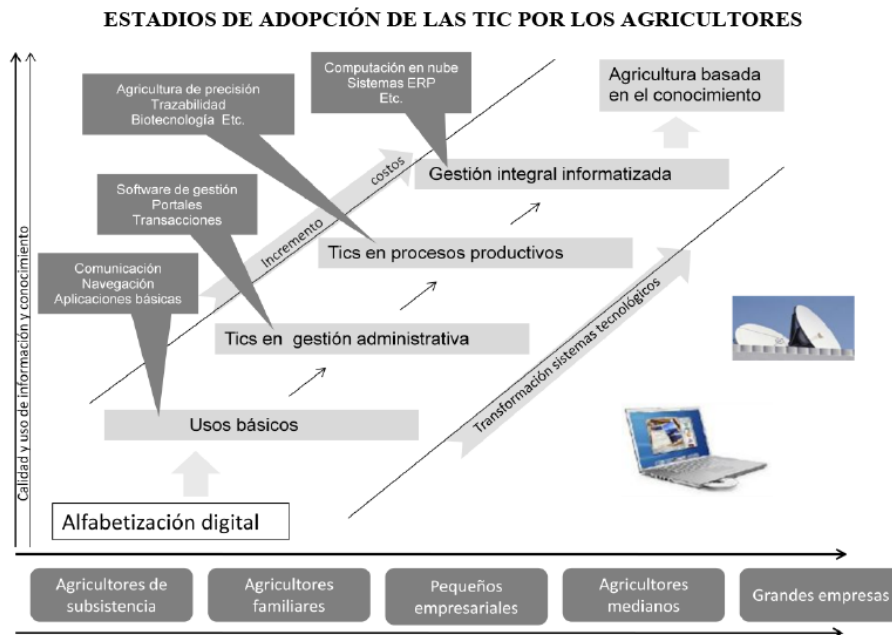 ESTADIOS DE ADOPCIÓN DE LAS TIC POR LOS AGRICULTORES
Calidad y uso de información y conocimiento
Computación en nube
Sistemas ERP
Etc.
Agricultura basada
en el conocimiento
Agricultura de precisión
Trazabilidad
Biotecnología Etc.
Gestión integral informatizada
Incremento costos
Software de gestión
Portales
Transacciones
Tics en procesos productivos
Comunicación
Navegación
Aplicaciones básicas
Tics en gestión administrativa
Transformación sistemas tecnológicos
Usos básicos
Alfabetización digital
Agricultores de
subsistencia
Agricultores
familiares
Pequeños
empresariales
Agricultores
medianos
Grandes empresas